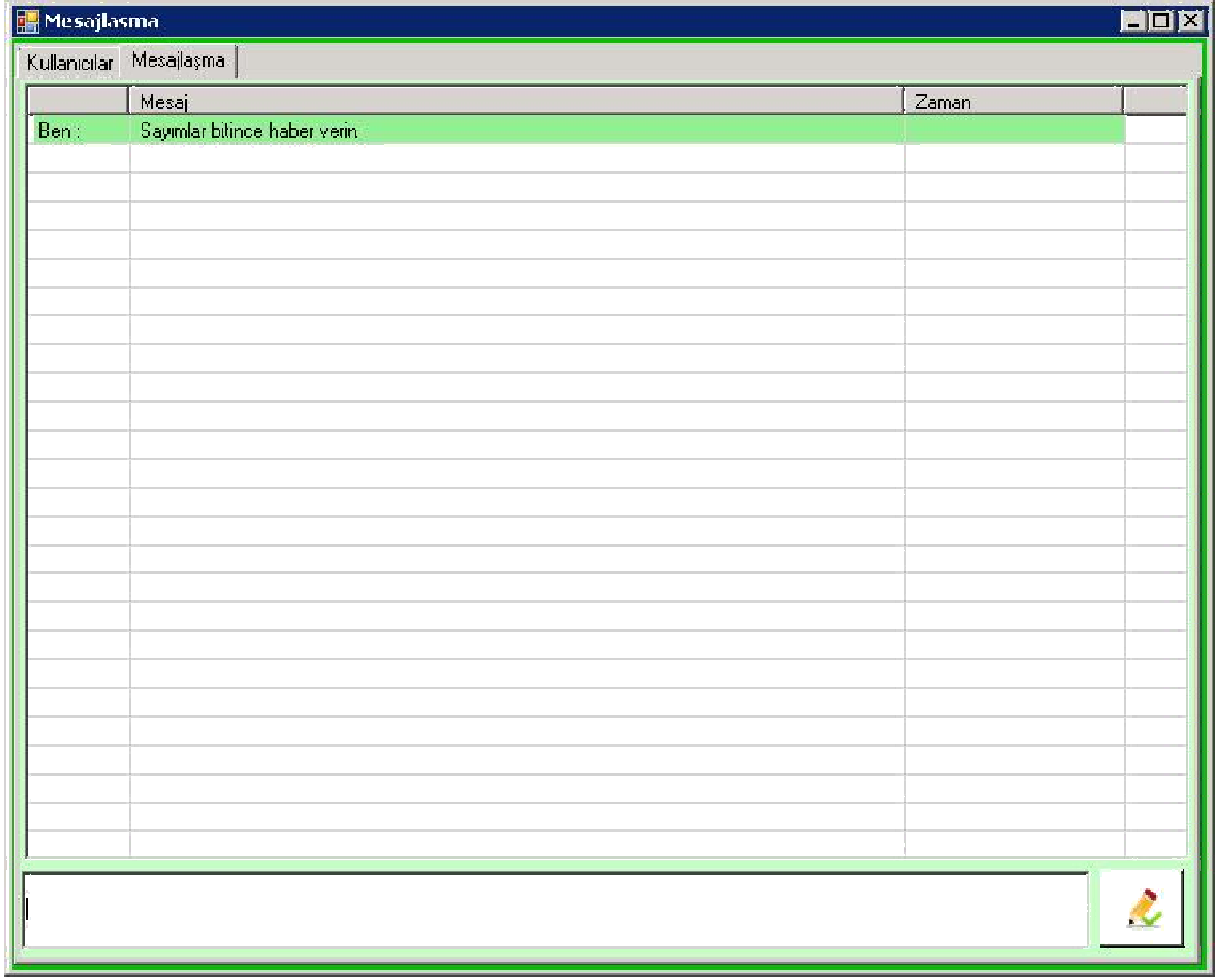 Mesajlasma
Kullanıcılar Mesajlaşma
Mesaj Zaman
Ben : Sayımlar bitince haber verin